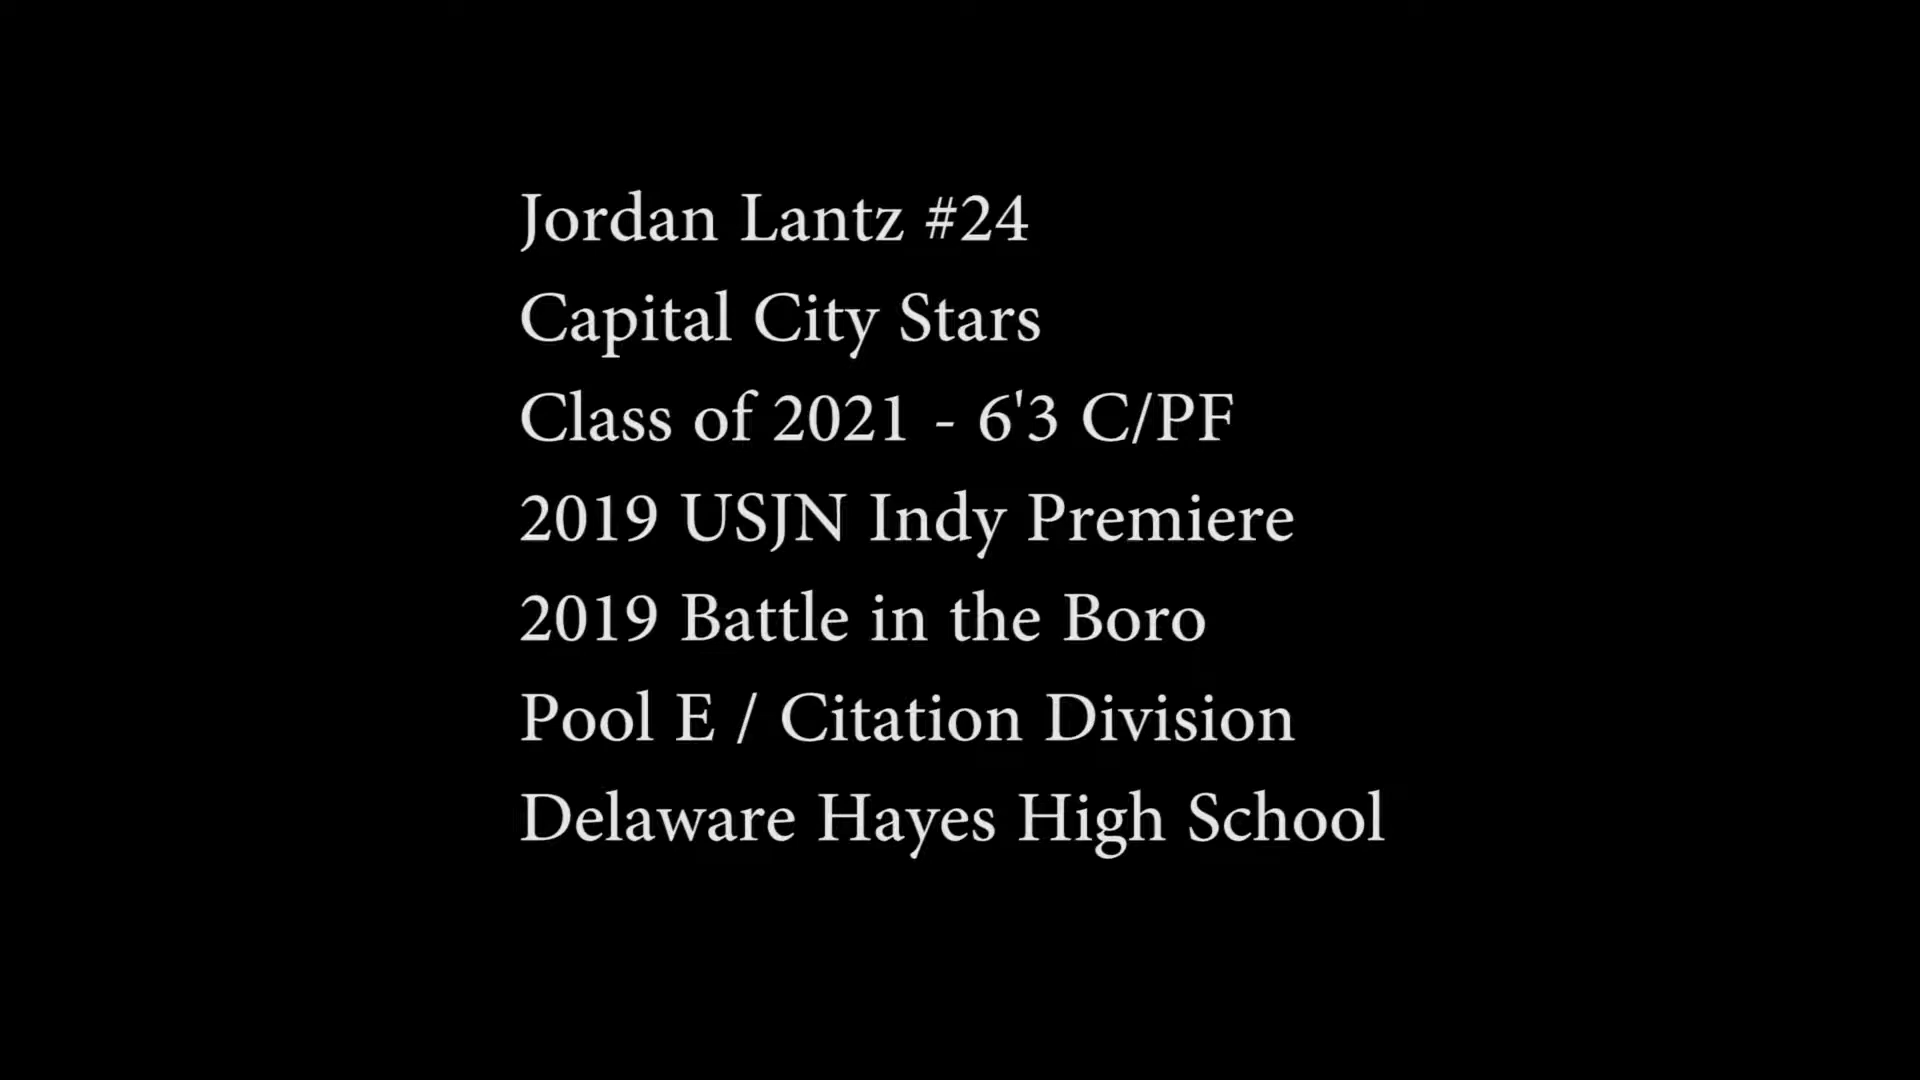 Jordan Lantz #24
Capital City Stars
Class of 2021 - 6'3 C/PF
2019 USJN Indy Premiere
2019 Battle in the Boro
Pool E / Citation Division
Delaware Hayes High School